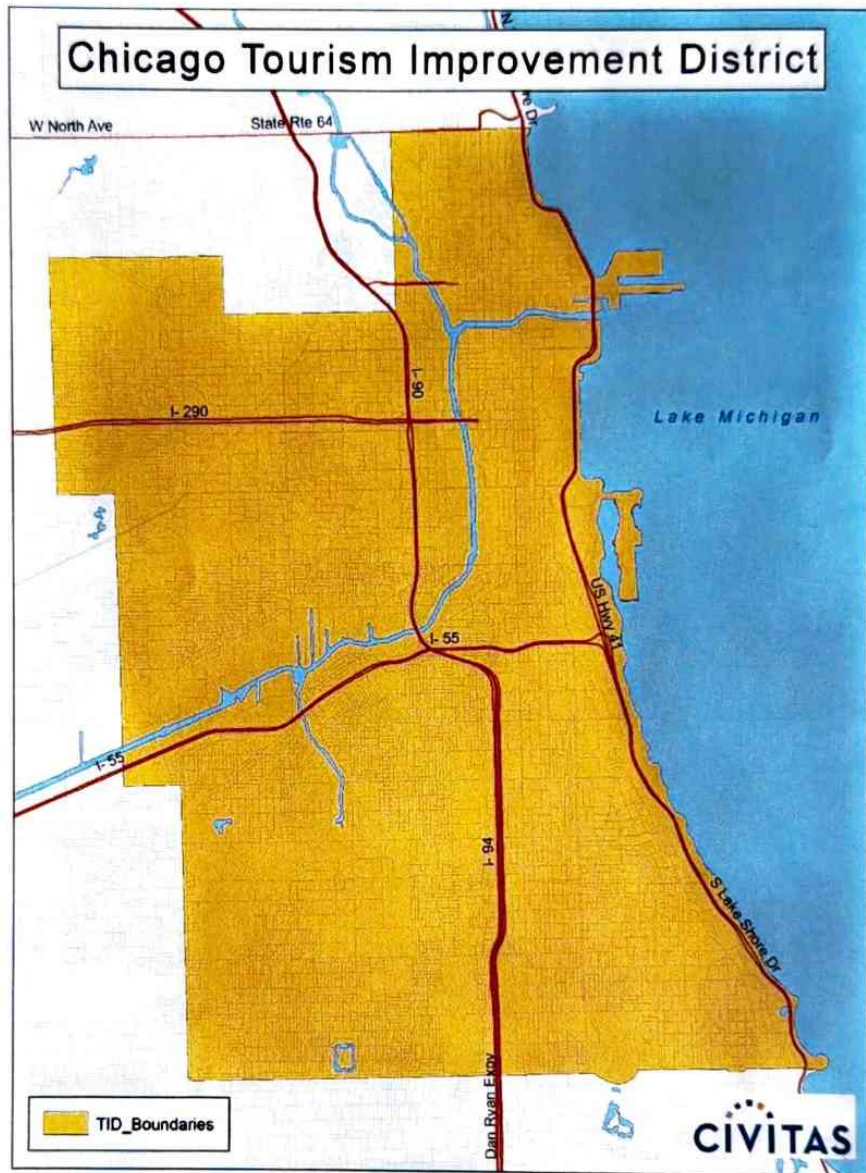 Chicago Tourism Improvement District
W North Ave
State Rte 64
Dr
I- 290
I- 90
Lake Michigan
US Hwy 41
I- 55
I- 55
I- 94
S Lake Shore Dr
Dan Ryan Expy
TID_Boundaries
CIVITAS